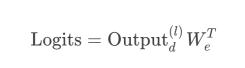 Logits = Output_d^{(l)} W_e^T